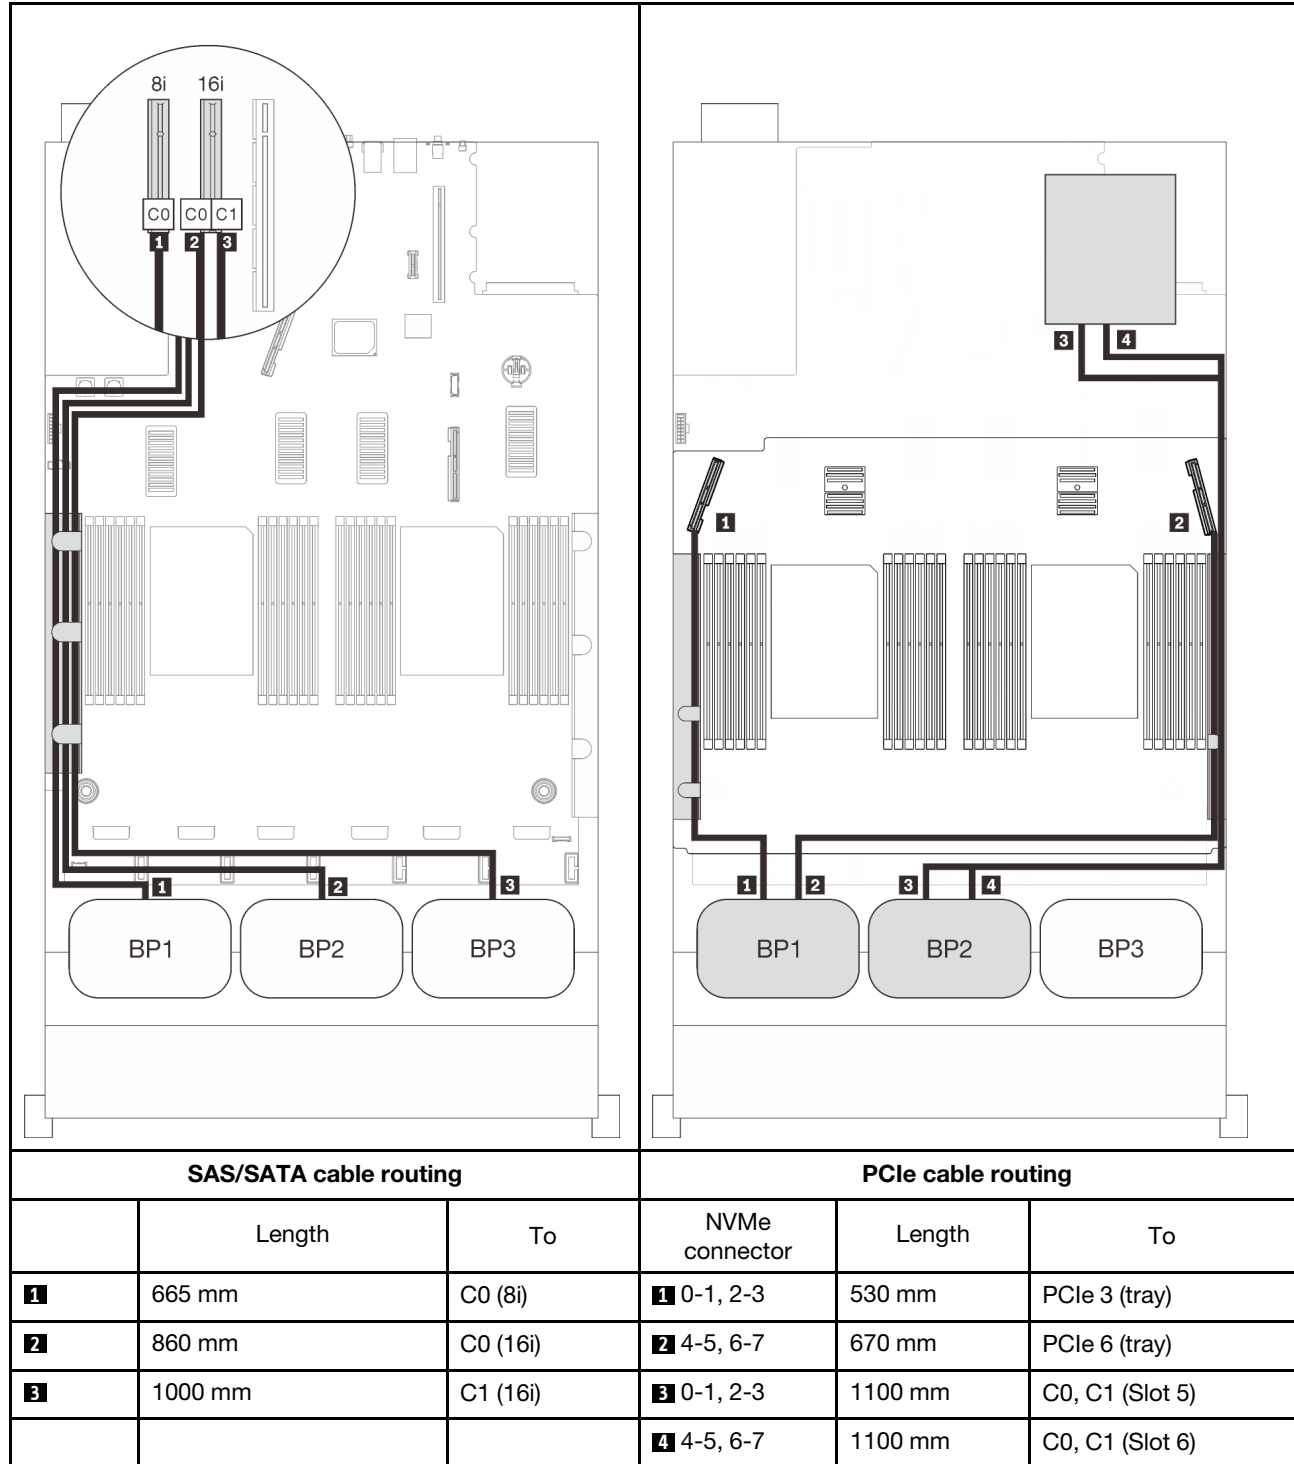 8i 16i
C0 C0 C1
1 2 3
3 4
1 2
1 2 3
1 2 3 4
BP1 BP2 BP3
BP1 BP2 BP3
SAS/SATA cable routing PCIe cable routing
Length To NVMe connector Length To
1 665 mm C0 (8i) 1 0-1, 2-3 530 mm PCIe 3 (tray)
2 860 mm C0 (16i) 2 4-5, 6-7 670 mm PCIe 6 (tray)
3 1000 mm C1 (16i) 3 0-1, 2-3 1100 mm C0, C1 (Slot 5)
4 4-5, 6-7 1100 mm C0, C1 (Slot 6)